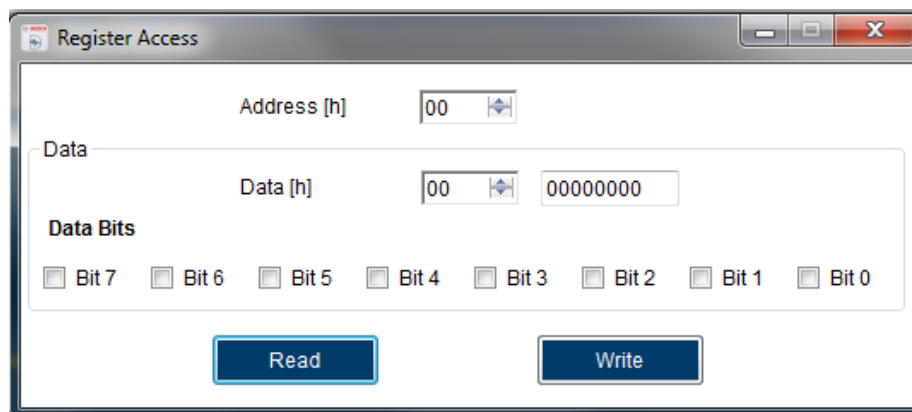 Register Access
Address [h] 00
Data
Data [h] 00 00000000
Data Bits
Bit 7 Bit 6 Bit 5 Bit 4 Bit 3 Bit 2 Bit 1 Bit 0
Read Write